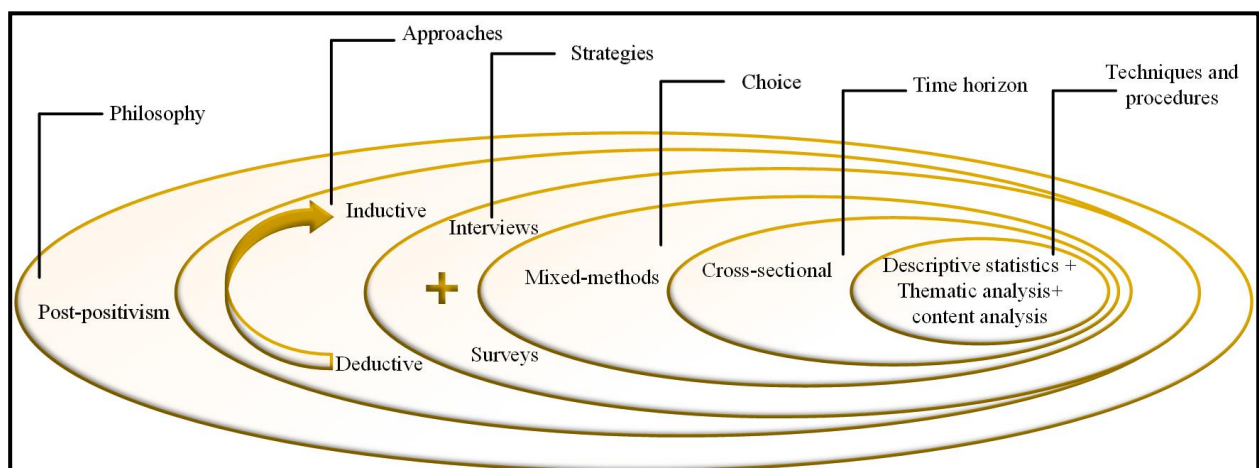 Approaches
Strategies
Choice
Time horizon
Techniques and
procedures
Philosophy
Inductive
Interviews
Post-positivism
+
Mixed-methods
Cross-sectional
Descriptive statistics +
Thematic analysis+
content analysis
Deductive
Surveys